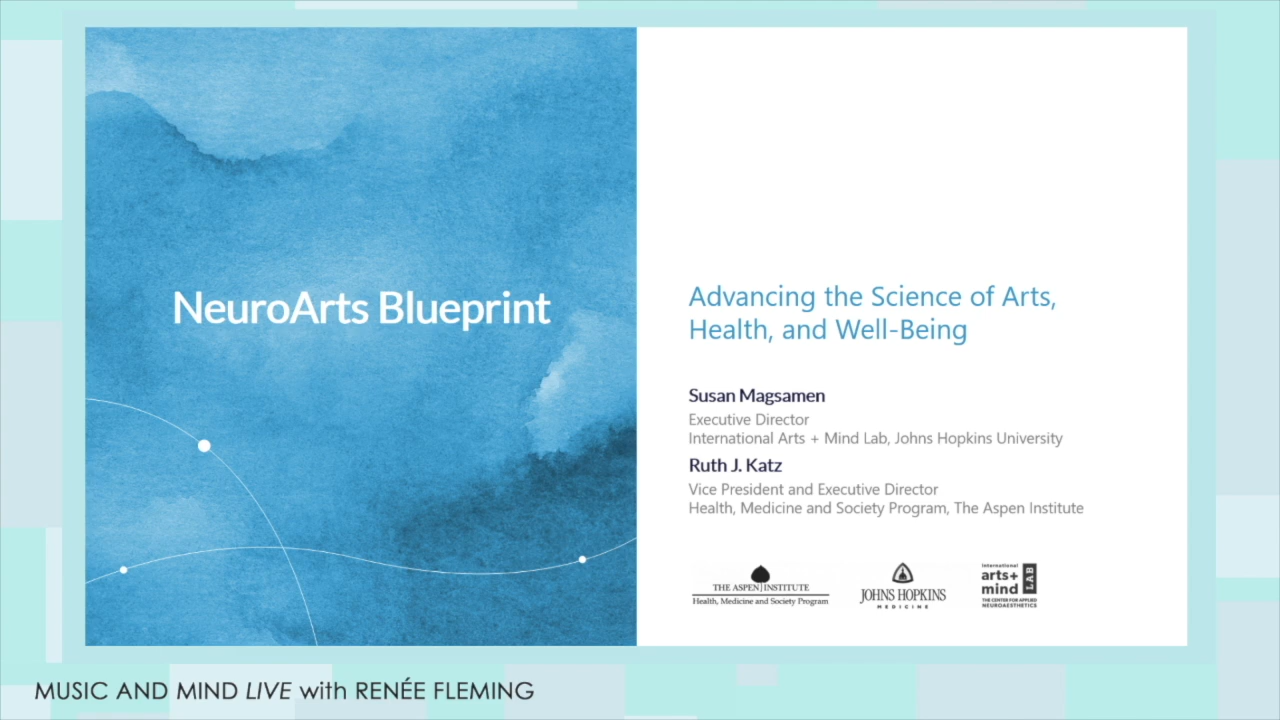 NeuroArts Blueprint
Advancing the Science of Arts,
Health, and Well-Being
Susan Magsamen
Executive Director
International Arts + Mind Lab, Johns Hopkins University
Ruth J. Katz
Vice President and Executive Director
Health, Medicine and Society Program, The Aspen Institute
THE ASPEN INSTITUTE
Health, Medicine and Society Program
JOHNS HOPKINS
MEDICINE
international
arts+
mind
LAB
THE CENTER FOR APPLIED
NEUROAESTHETICS
MUSIC AND MIND LIVE with RENÉE FLEMING